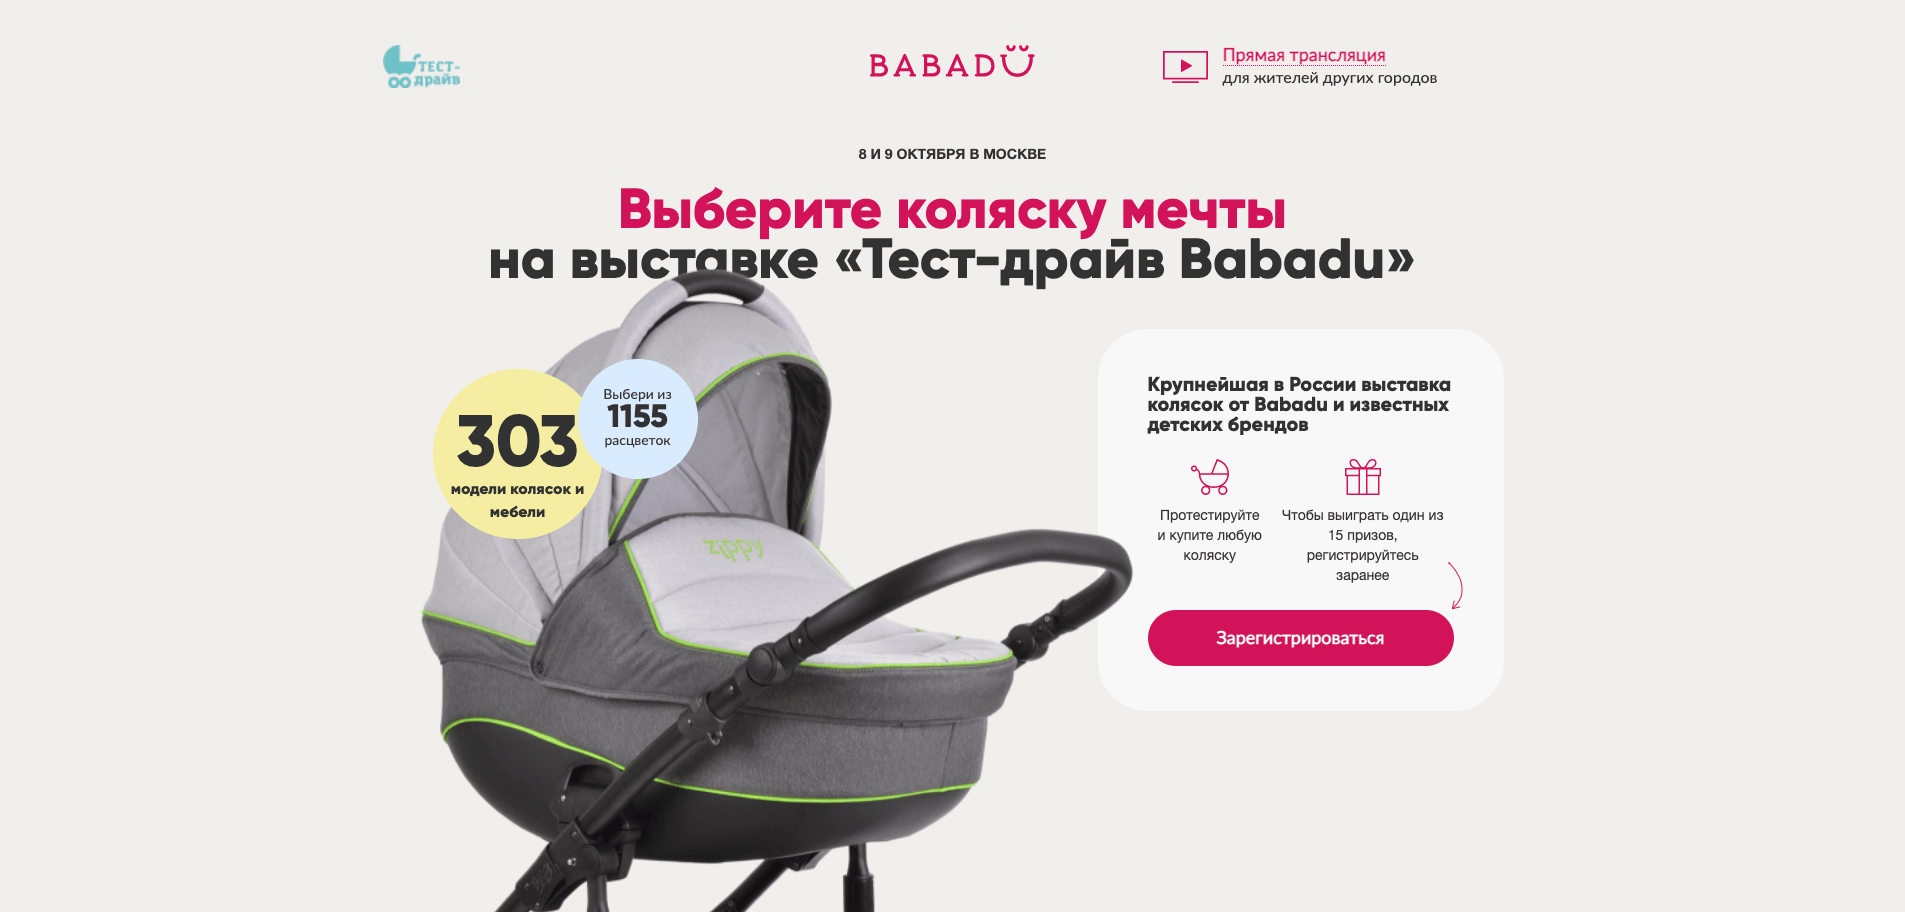 ТЕСТ-
драйв
BABADU
Прямая трансляция
для жителей других городов
8 И 9 ОКТЯБРЯ В МОСКВЕ
Выберите коляску мечты
на выставке «Тест-драйв Babadu»
303
модели колясок и
мебели
Выбери из
1155
расцветок
zippy
Крупнейшая в России выставка
колясок от Babadu и известных
детских брендов
Протестируйте
и купите любую
коляску
Чтобы выиграть один из
15 призов,
регистрируйтесь
заранее
Зарегистрироваться